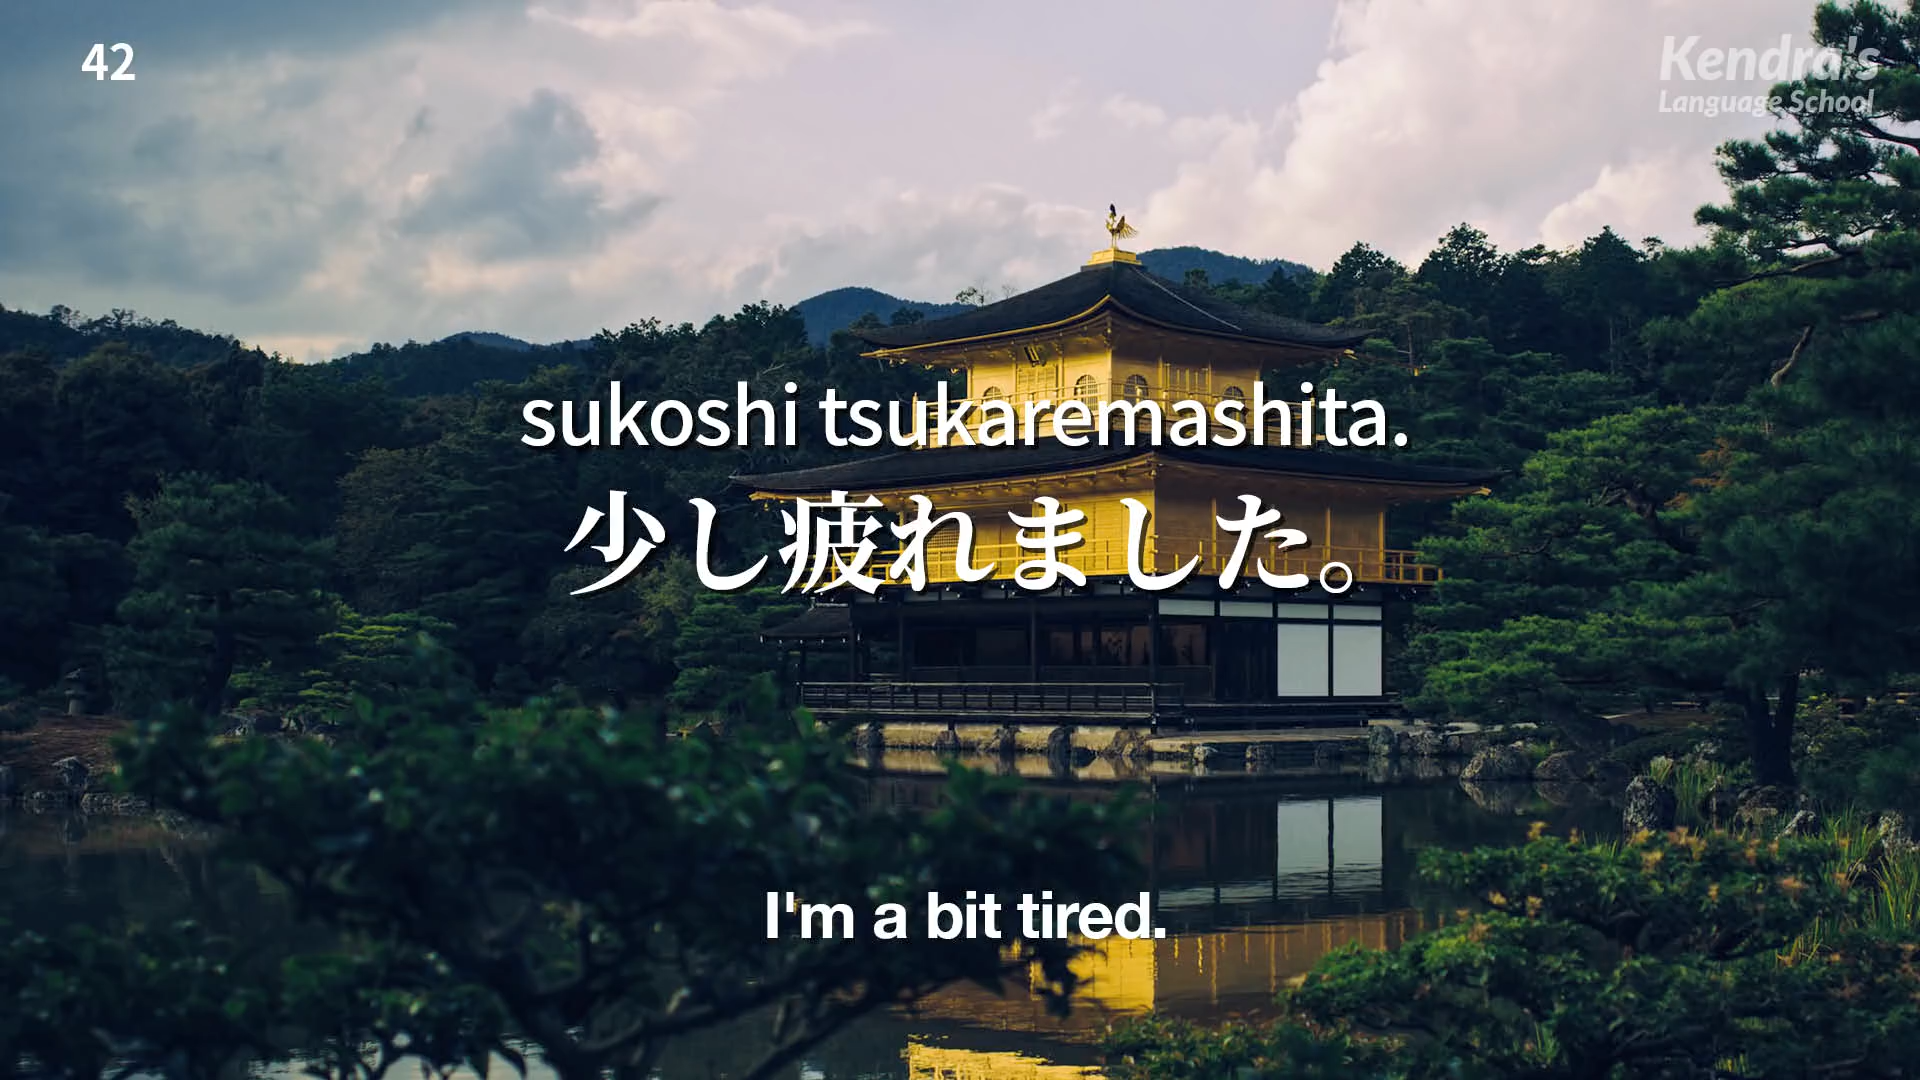 42
Kendra's
Language School
sukoshi tsukaremashita.
少し疲れました。
I'm a bit tired.